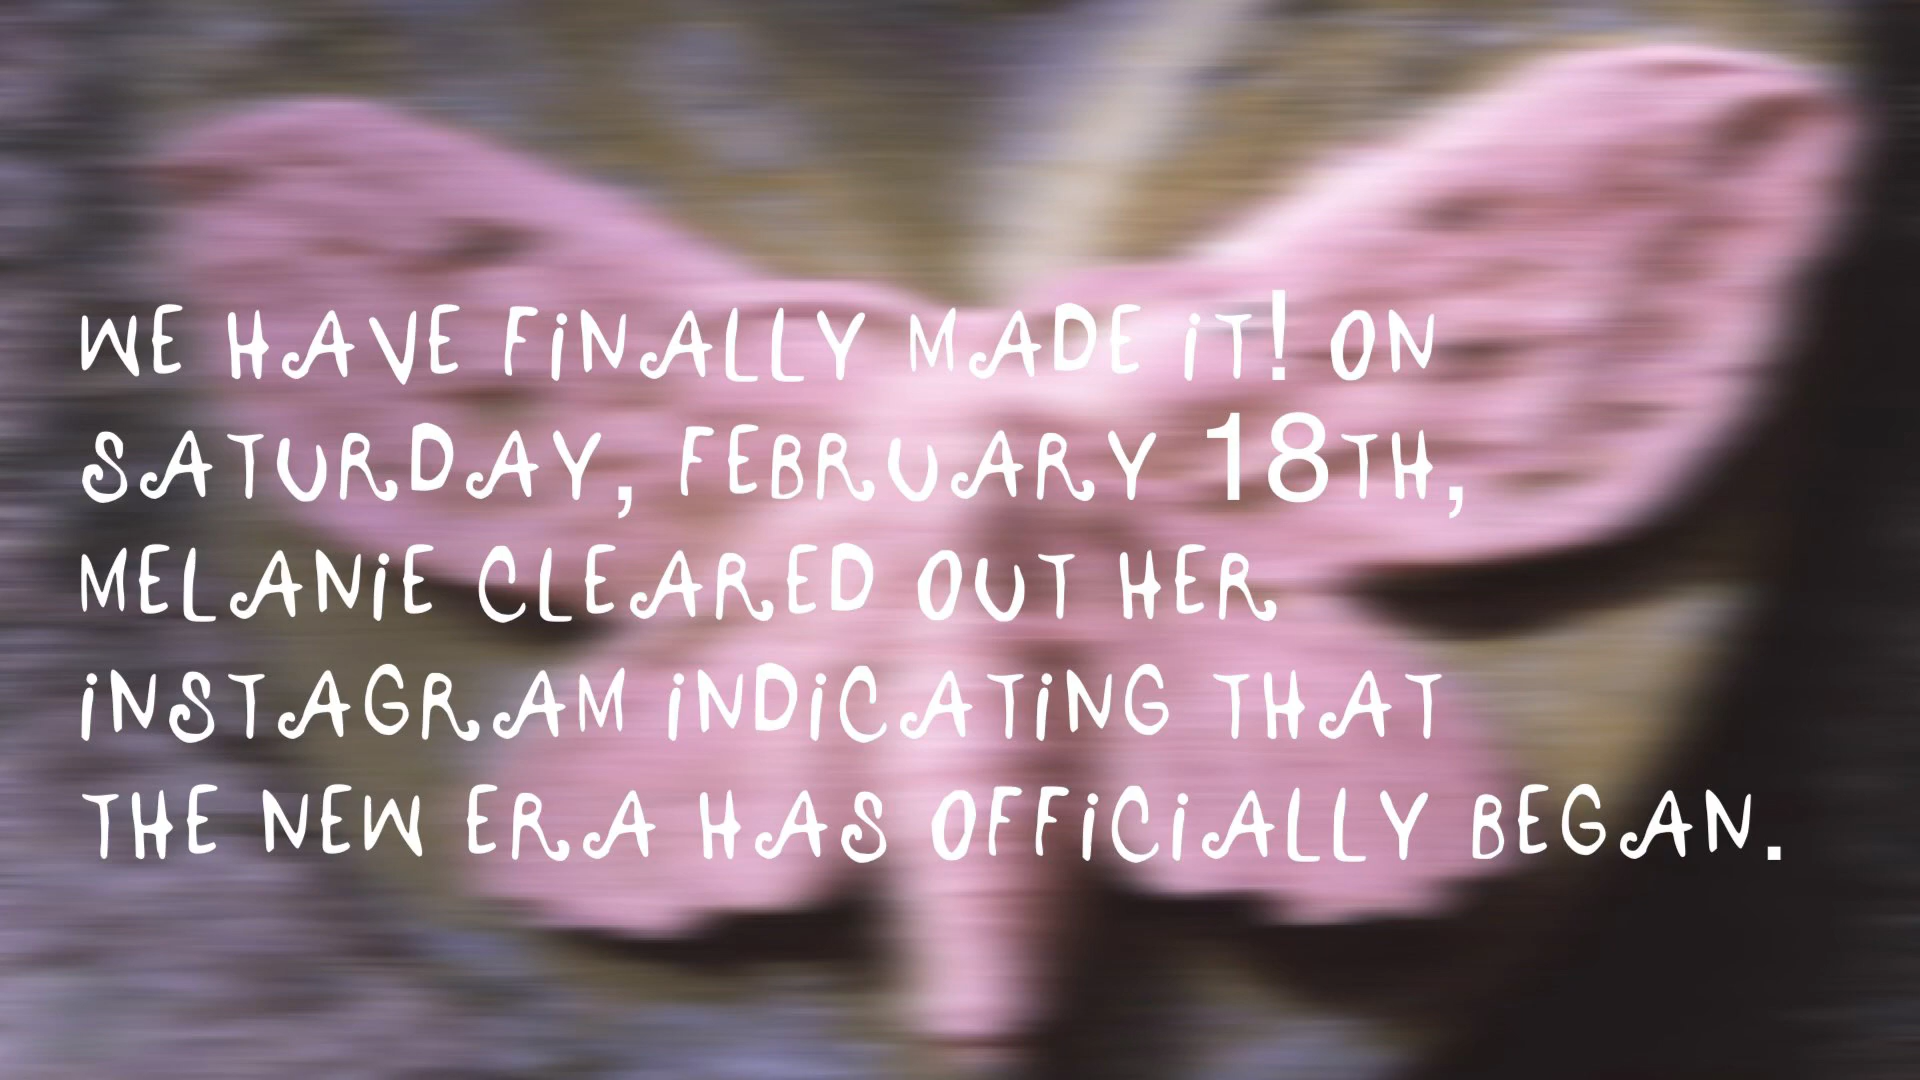 WE HAVE FiNALLY MADE iT! ON
SATURDAY, FEBRUARY 18TH,
MELANiE CLEARED OUT HER
iNSTAGRAM iNDiCATiNG THAT
THE NEW ERA HAS OFFiCiALLY BEGAN.